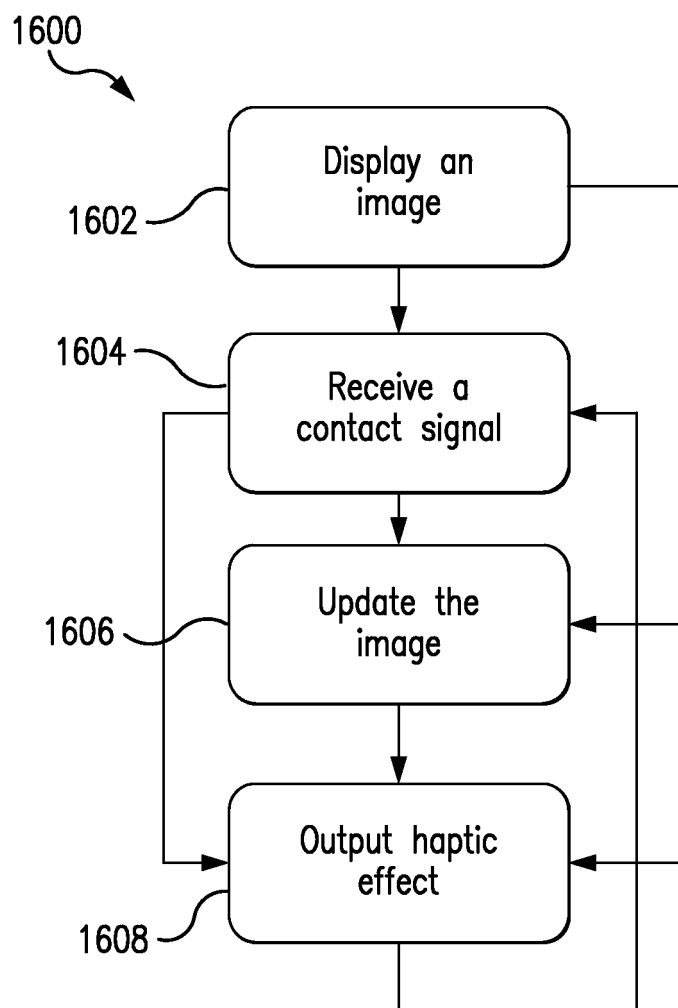 1600
Display an
image
1602
1604
Receive a
contact signal
Update the
image
1606
Output haptic
effect
1608